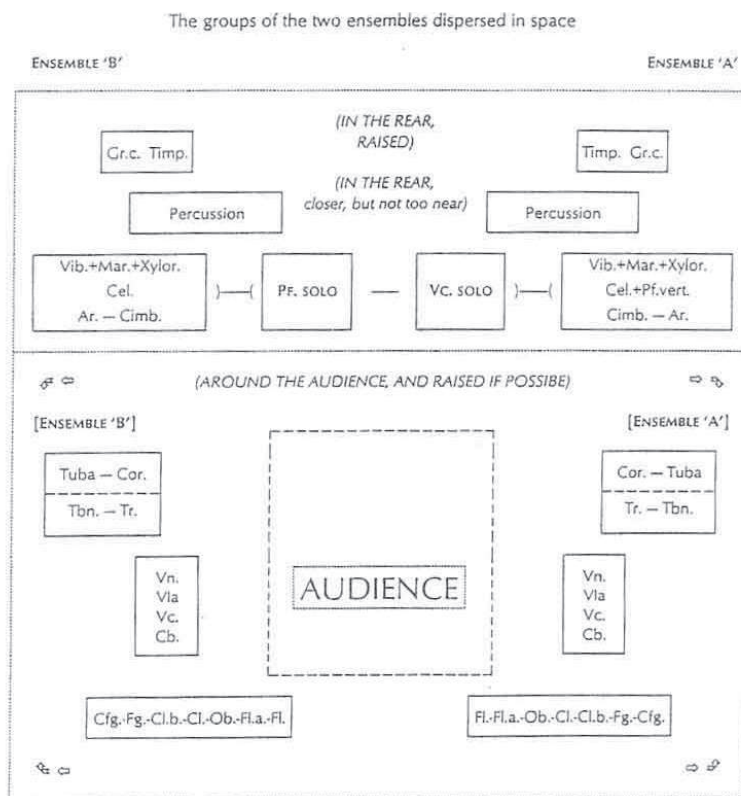 The groups of the two ensembles dispersed in space
ENSEMBLE 'B'
ENSEMBLE 'A'
(IN THE REAR,
RAISED)
Gr.c. Timp.
Timp. Gr.c.
(IN THE REAR,
closer, but not too near)
Percussion
Percussion
Vib.+Mar.+Xylor.
Cel.
Ar. — Cimb.
PF. SOLO
VC. SOLO
Vib.+Mar.+Xylor.
Cel.+Pf.vert.
Cimb. — Ar.
(AROUND THE AUDIENCE, AND RAISED IF POSSIBE)
[ENSEMBLE 'B']
[ENSEMBLE 'A']
Tuba — Cor.
Tbn. — Tr.
Cor. — Tuba
Tr. — Tbn.
Vn.
Vla
Vc.
Cb.
AUDIENCE
Vn.
Vla
Vc.
Cb.
Cfg.-Fg.-Cl.b.-Cl.-Ob.-Fl.a.-Fl.
Fl.-Fl.a.-Ob.-Cl.-Cl.b.-Fg.-Cfg.